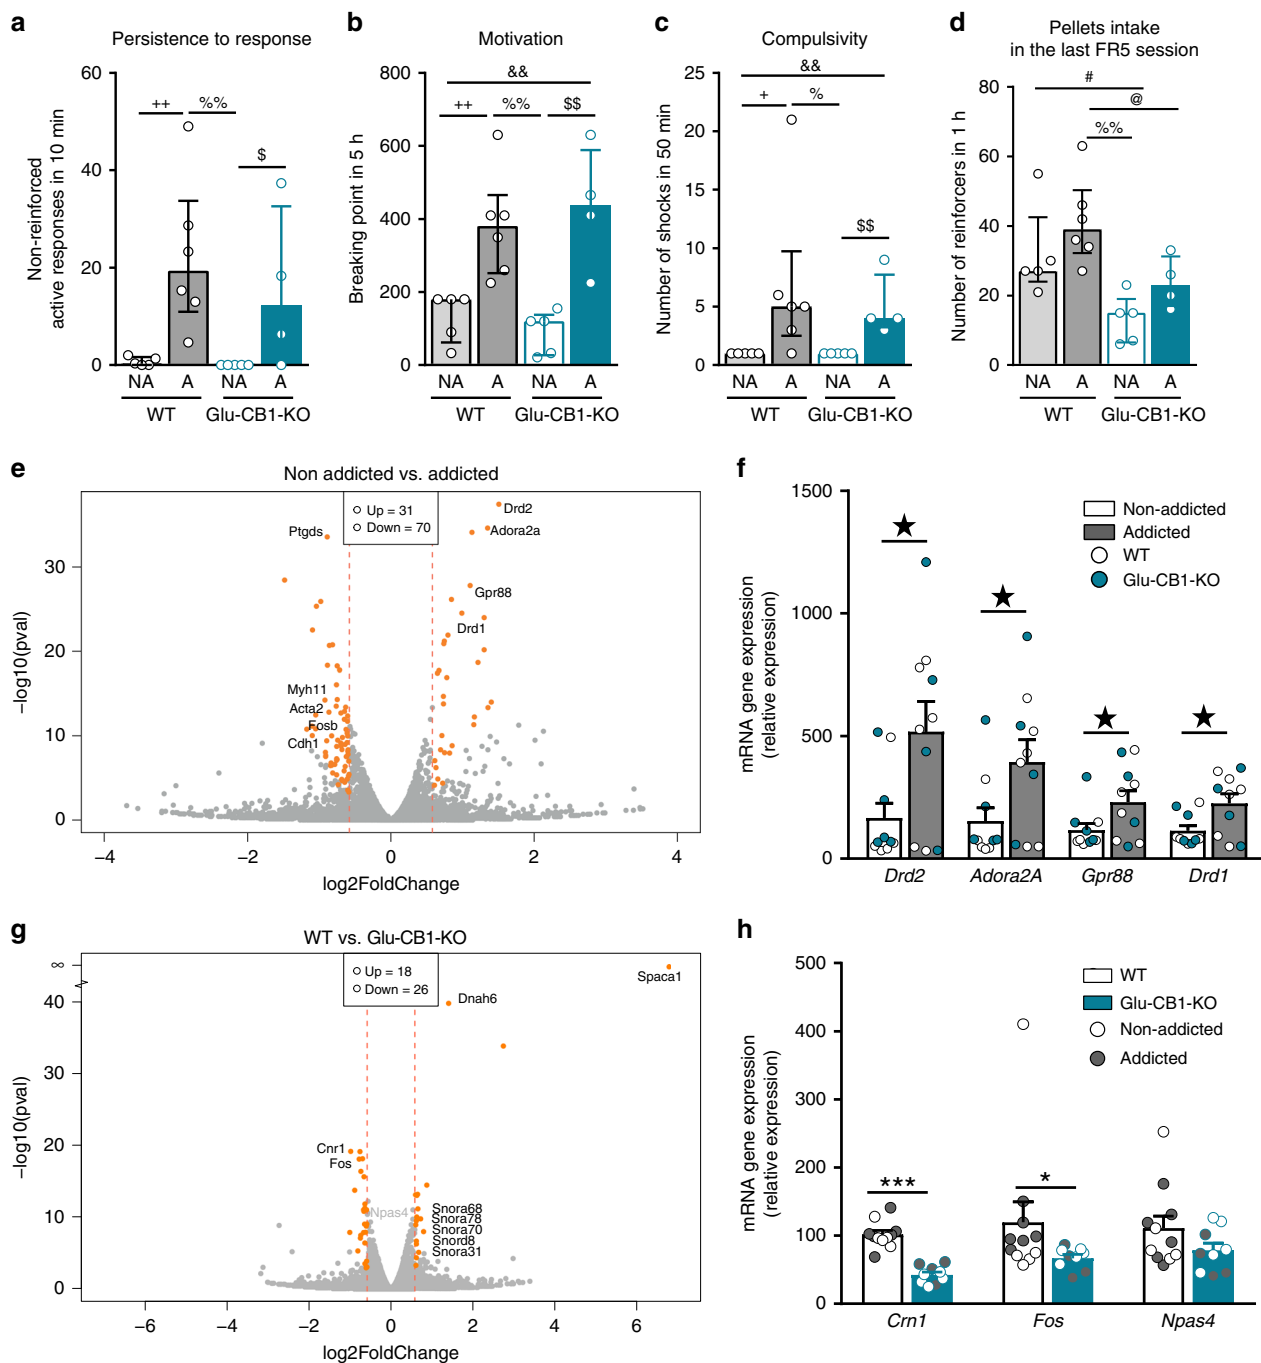 a
Persistence to response
Non-reinforced
active responses in 10 min
60
40
20
0
++
%%
$
NA A NA A
WT Glu-CB1-KO
b
Motivation
Breaking point in 5 h
800
600
400
200
0
&&
++
%%
$$
NA A NA A
WT Glu-CB1-KO
c
Compulsivity
Number of shocks in 50 min
25
20
15
10
5
0
&&
+
%
$$
NA A NA A
WT Glu-CB1-KO
d
Pellets intake
in the last FR5 session
Number of reinforcers in 1 h
80
60
40
20
0
#
@
%%
NA A NA A
WT Glu-CB1-KO
e
Non addicted vs. addicted
Up = 31
Down = 70
Drd2
Adora2a
Ptgds
Gpr88
Drd1
Myh11
Acta2
Fosb
Cdh1
−log10(pval)
30
20
10
0
−4 −2 0 2 4
log2FoldChange
f
mRNA gene expression
(relative expression)
1500
1000
500
0
Non-addicted
Addicted
WT
Glu-CB1-KO
★
★
★
★
Drd2 Adora2A Gpr88 Drd1
g
WT vs. Glu-CB1-KO
Up = 18
Down = 26
Spaca1
Dnah6
Cnr1
Fos
Npas4
Snora68
Snora78
Snora70
Snord8
Snora31
−log10(pval)
∞
40
30
20
10
0
−6 −4 −2 0 2 4 6
log2FoldChange
h
mRNA gene expression
(relative expression)
500
400
300
200
100
0
WT
Glu-CB1-KO
Non-addicted
Addicted
***
*
Crn1 Fos Npas4